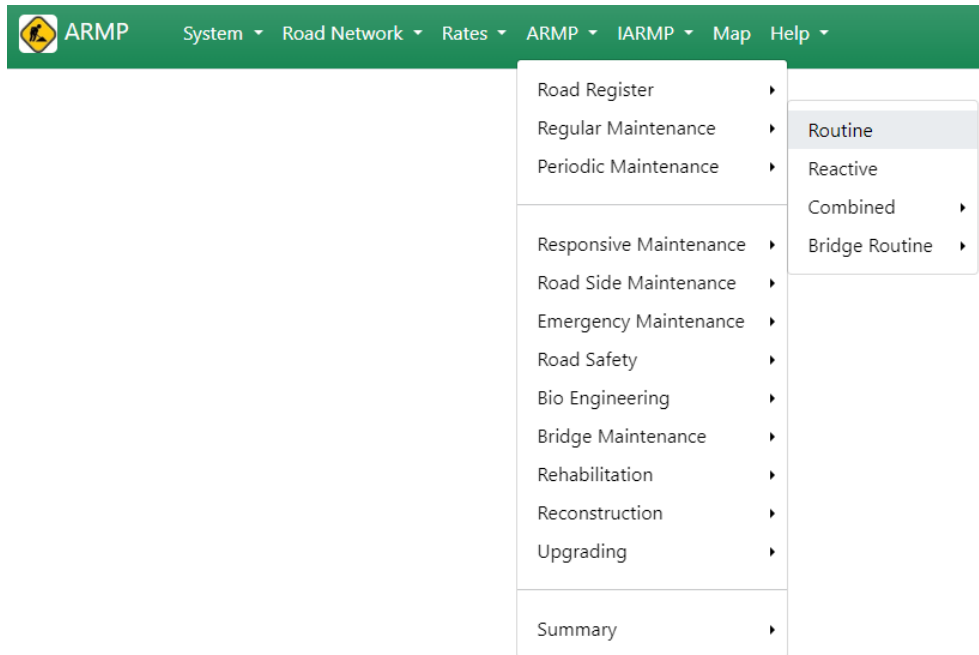 ARMP System Road Network Rates ARMP IARMP Map Help
Road Register
Regular Maintenance
Periodic Maintenance
Responsive Maintenance
Road Side Maintenance
Emergency Maintenance
Road Safety
Bio Engineering
Bridge Maintenance
Rehabilitation
Reconstruction
Upgrading
Summary
Routine
Reactive
Combined
Bridge Routine